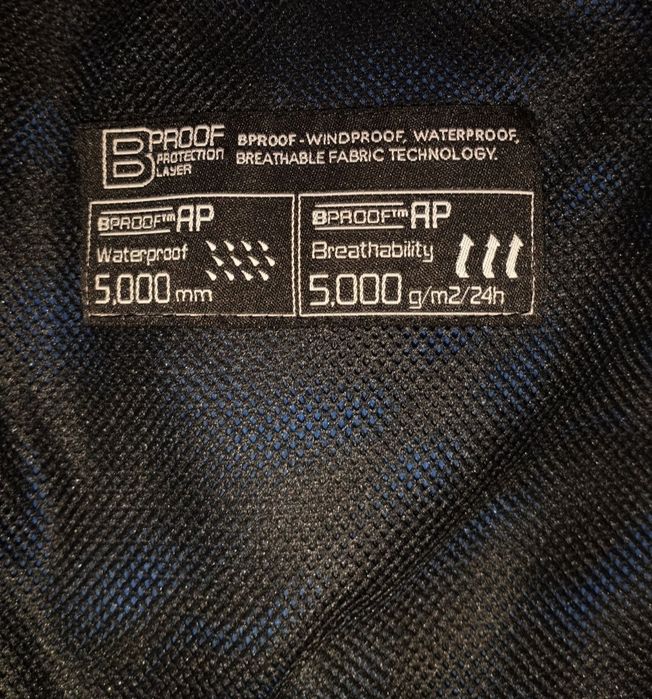 BPROOF
PROTECTION
LAYER
BPROOF - WINDPROOF, WATERPROOF,
BREATHABLE FABRIC TECHNOLOGY.
BPROOF™ AP
Waterproof
5,000 mm
BPROOF™ AP
Breathability
5,000 g/m2/24h